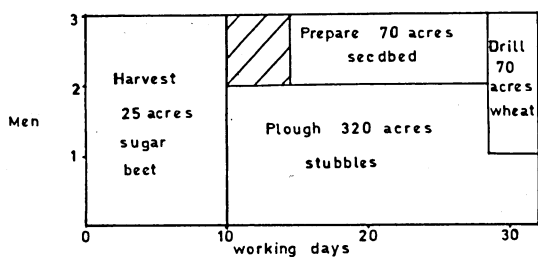 3
2
1
Men
Harvest
25 acres
sugar
beet
Prepare 70 acres
secdbed
Plough 320 acres
stubbles
Drill
70
acres
wheat
0
10
20
30
working days